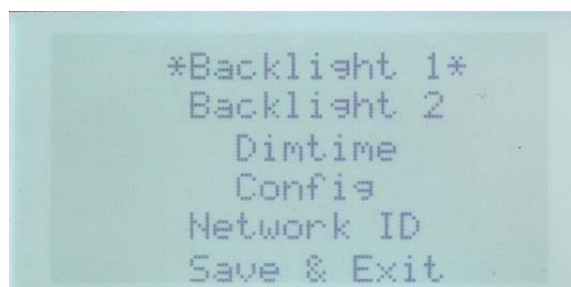 *Backlight 1*
Backlight 2
Dimtime
Config
Network ID
Save & Exit